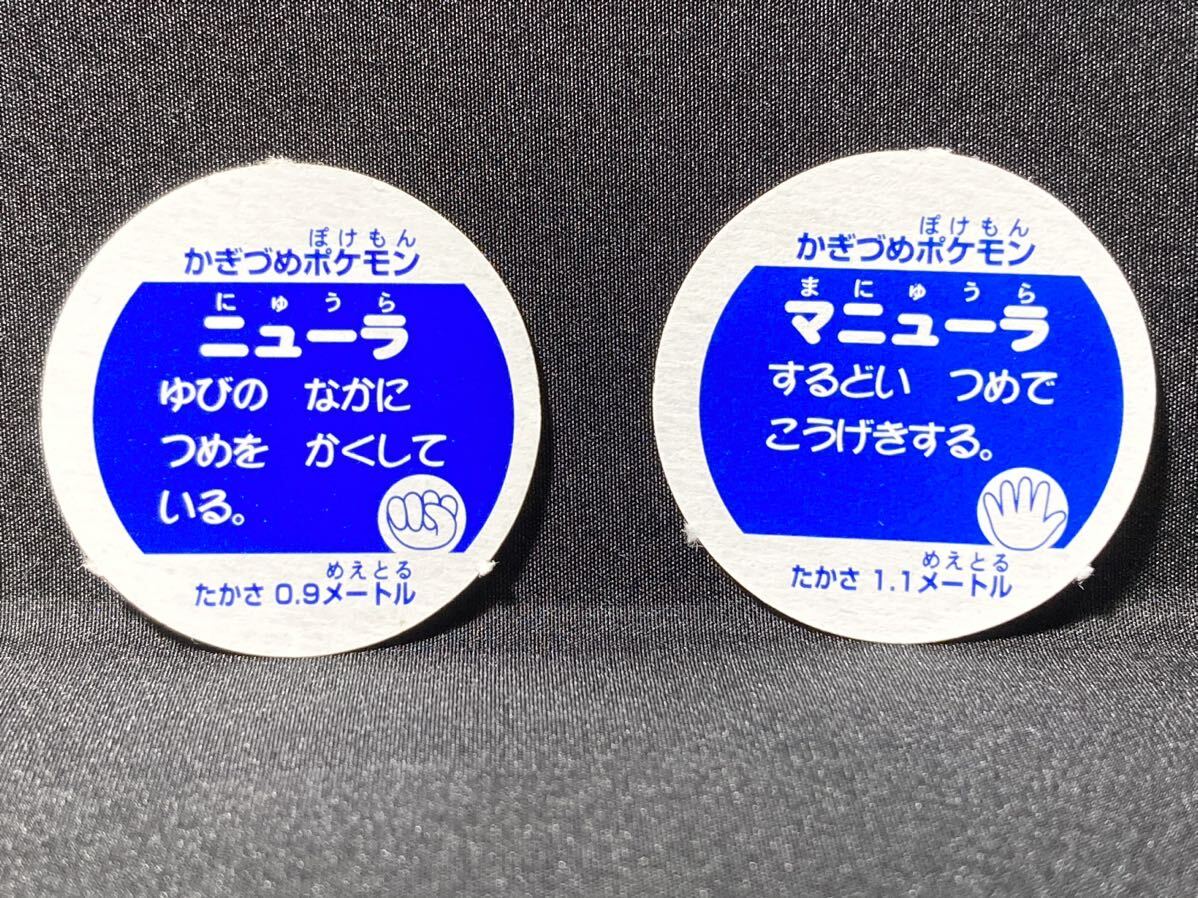 ぽけもん
かぎづめポケモン
にゅうら
ニューラ
ゆびの なかに
つめを かくして
いる。
めえとる
たかさ 0.9メートル
ぽけもん
かぎづめポケモン
まにゅうら
マニューラ
するどい つめで
こうげきする。
めえとる
たかさ 1.1メートル